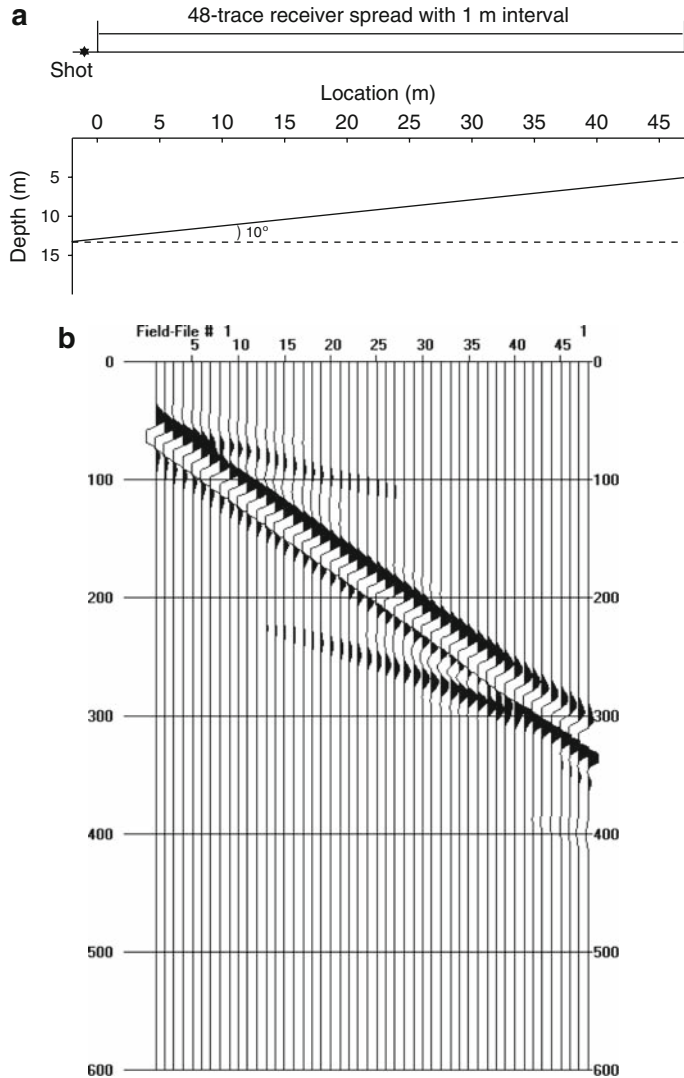 a
48-trace receiver spread with 1 m interval
Shot
Location (m)
0 5 10 15 20 25 30 35 40 45
Depth (m)
5
10
15
10°
b
Field-File # 1 1
5 10 15 20 25 30 35 40 45
0 0
100 100
200 200
300 300
400 400
500 500
600 600